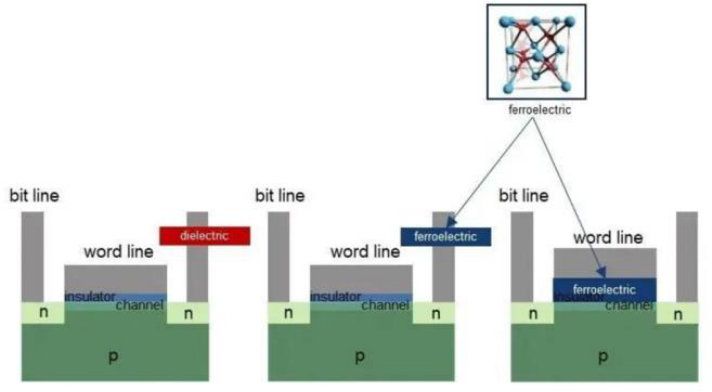 ferroelectric
bit line
word line
dielectric
insulator
channel
n
n
p
bit line
word line
ferroelectric
insulator
channel
n
n
p
bit line
word line
ferroelectric
insulator
channel
n
n
p